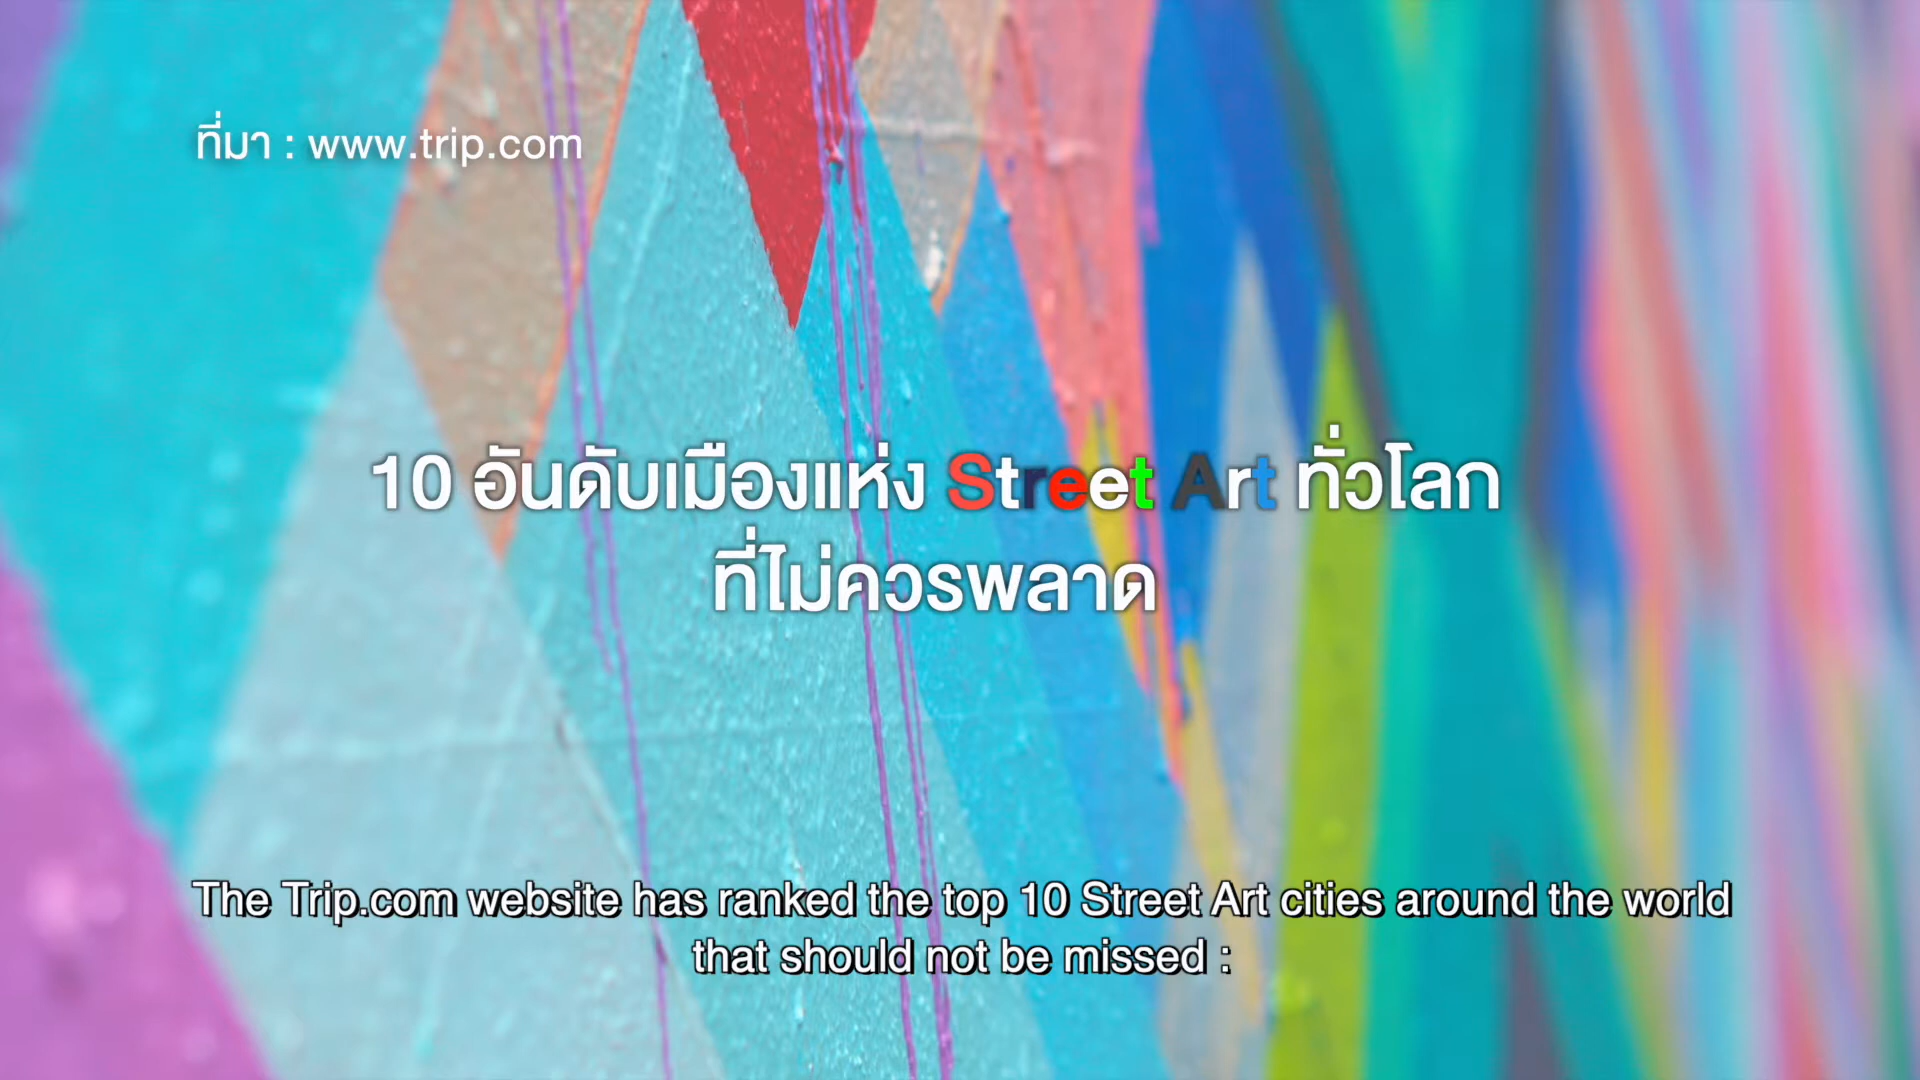 ที่มา : www.trip.com
10 อันดับเมืองแห่ง Street Art ทั่วโลก
ที่ไม่ควรพลาด
The Trip.com website has ranked the top 10 Street Art cities around the world
that should not be missed :